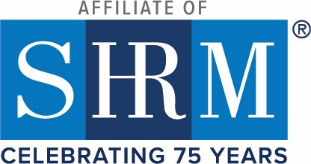 AFFILIATE OF
SHRM®
CELEBRATING 75 YEARS